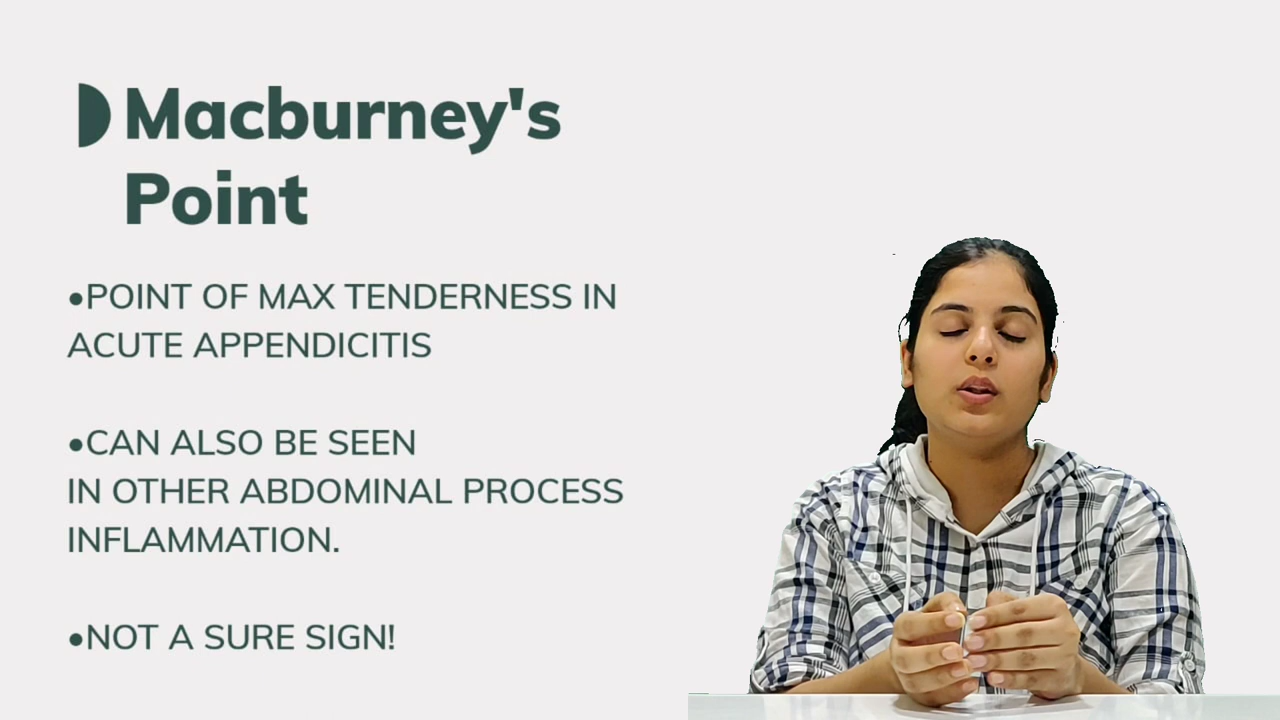 Macburney's
Point
•POINT OF MAX TENDERNESS IN
ACUTE APPENDICITIS
•CAN ALSO BE SEEN
IN OTHER ABDOMINAL PROCESS
INFLAMMATION.
•NOT A SURE SIGN!